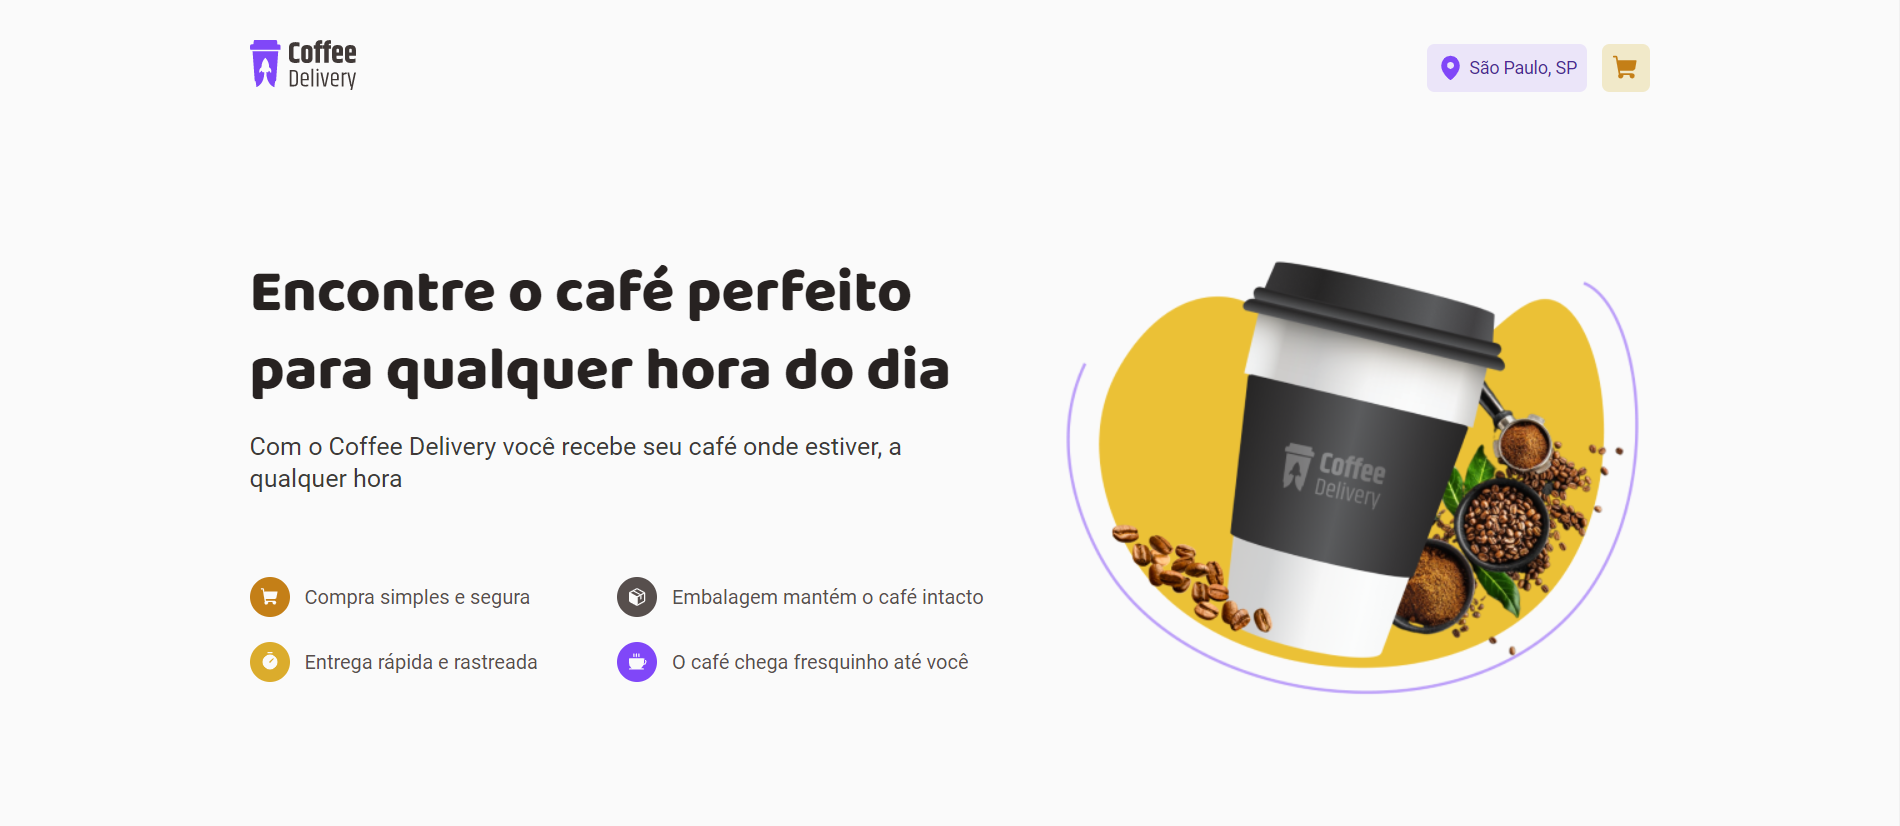 Coffee
Delivery
São Paulo, SP
Encontre o café perfeito
para qualquer hora do dia
Com o Coffee Delivery você recebe seu café onde estiver, a
qualquer hora
Compra simples e segura
Embalagem mantém o café intacto
Entrega rápida e rastreada
O café chega fresquinho até você
Coffee
Delivery